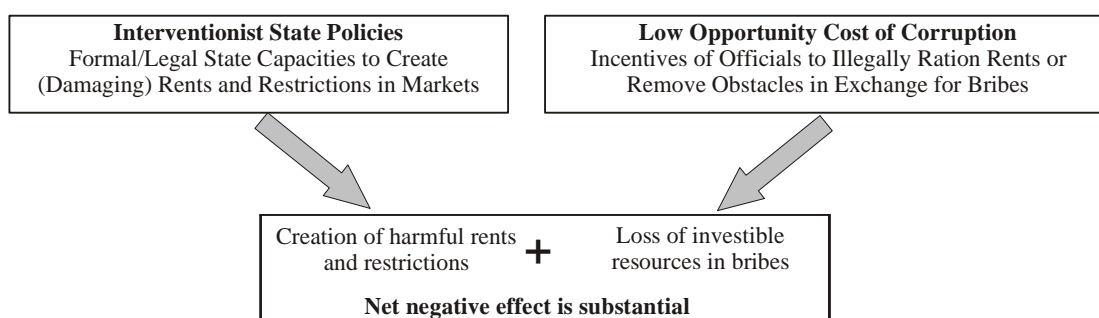 Interventionist State Policies
Formal/Legal State Capacities to Create
(Damaging) Rents and Restrictions in Markets
Low Opportunity Cost of Corruption
Incentives of Officials to Illegally Ration Rents or
Remove Obstacles in Exchange for Bribes
Creation of harmful rents
and restrictions
+
Loss of investible
resources in bribes
Net negative effect is substantial